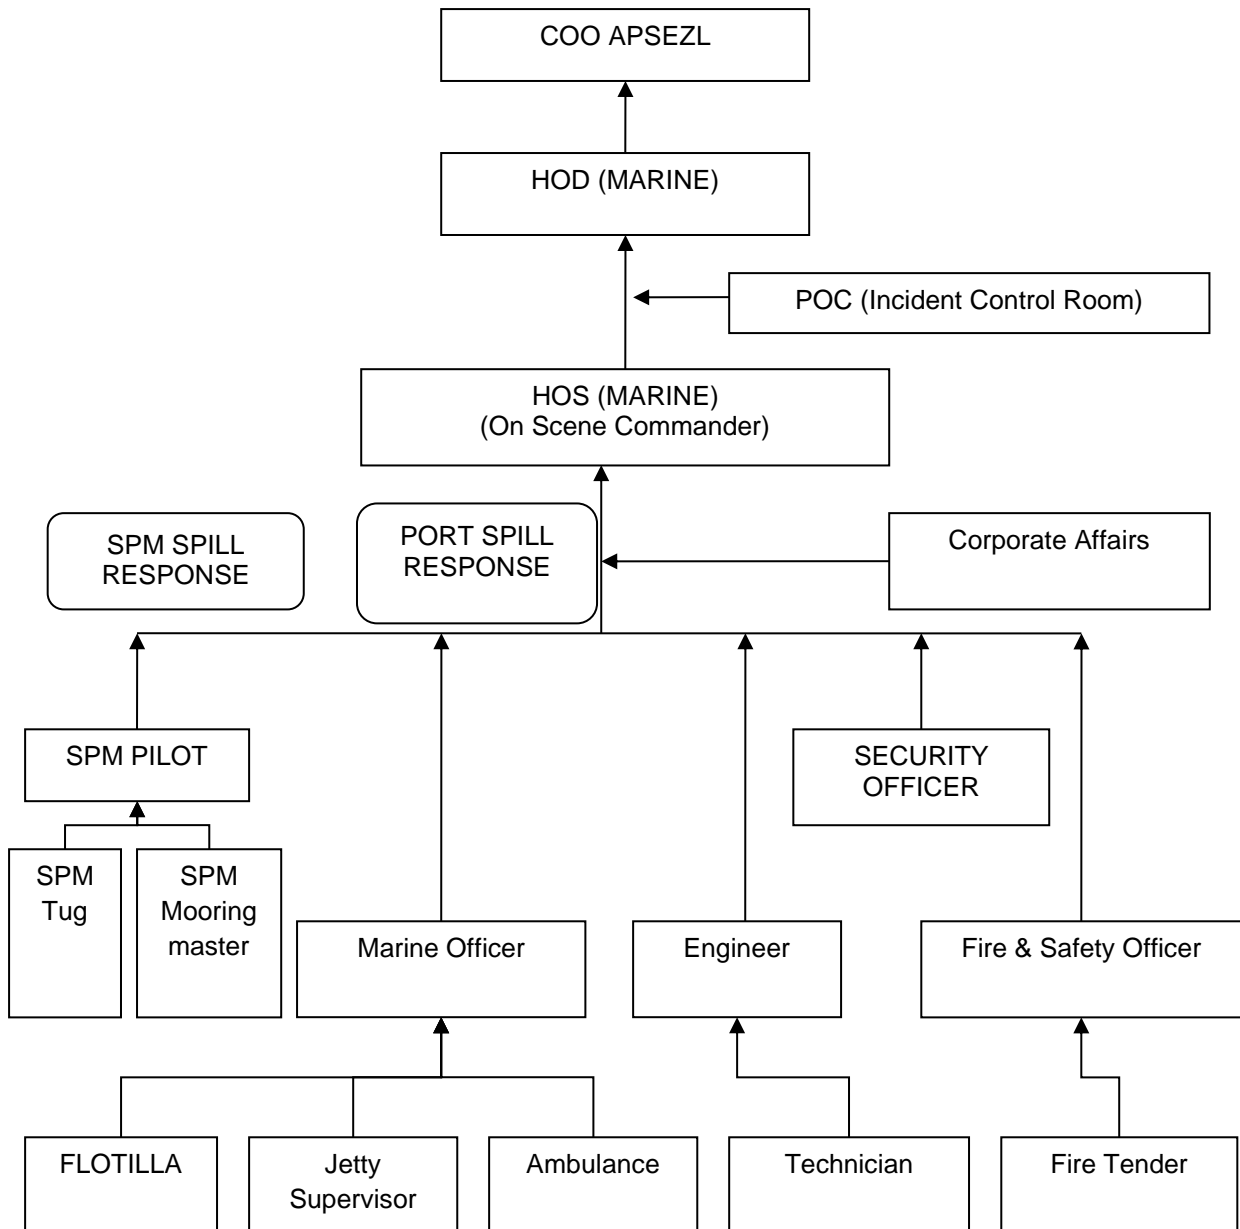 COO APSEZL
HOD (MARINE)
POC (Incident Control Room)
HOS (MARINE)
(On Scene Commander)
SPM SPILL
RESPONSE
PORT SPILL
RESPONSE
Corporate Affairs
SPM PILOT
SECURITY
OFFICER
SPM
Tug
SPM
Mooring
master
Marine Officer
Engineer
Fire & Safety Officer
FLOTILLA
Jetty
Supervisor
Ambulance
Technician
Fire Tender